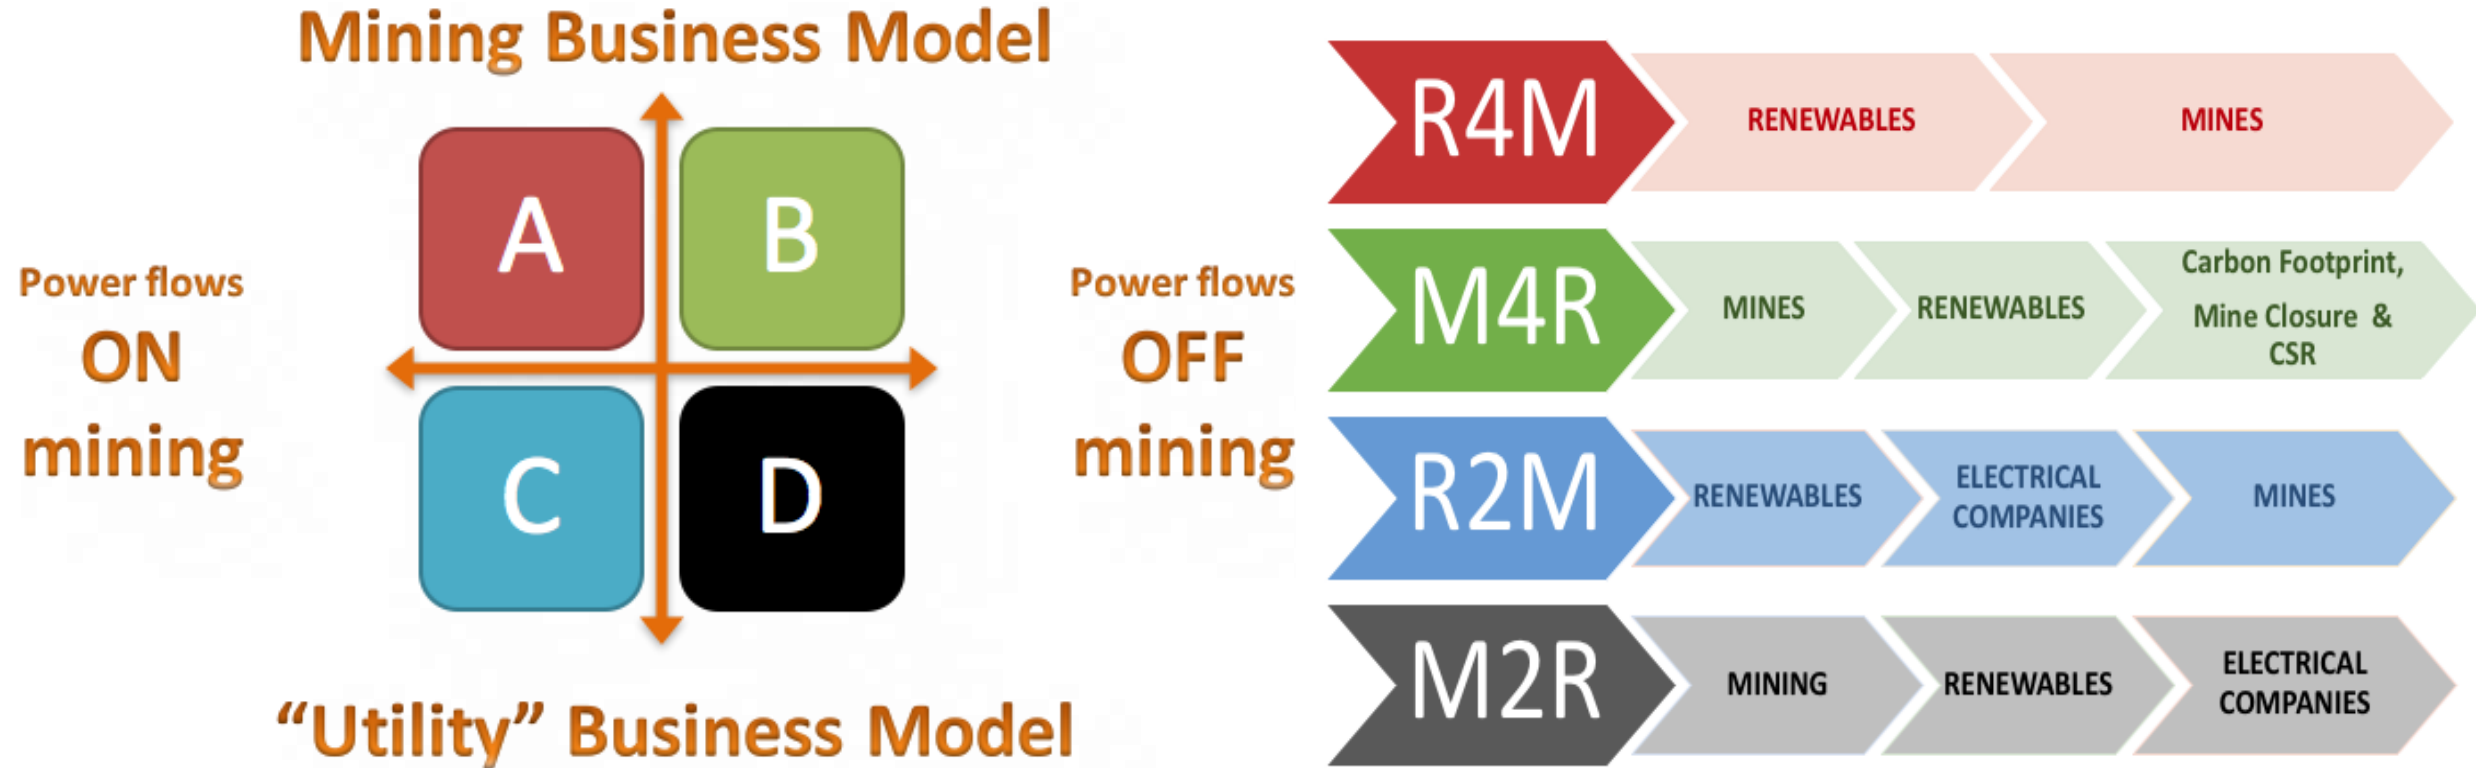 Mining Business Model
A
B
Power flows
ON
mining
Power flows
OFF
mining
C
D
“Utility” Business Model
R4M
RENEWABLES
MINES
M4R
MINES
RENEWABLES
Carbon Footprint,
Mine Closure &
CSR
R2M
RENEWABLES
ELECTRICAL
COMPANIES
MINES
M2R
MINING
RENEWABLES
ELECTRICAL
COMPANIES